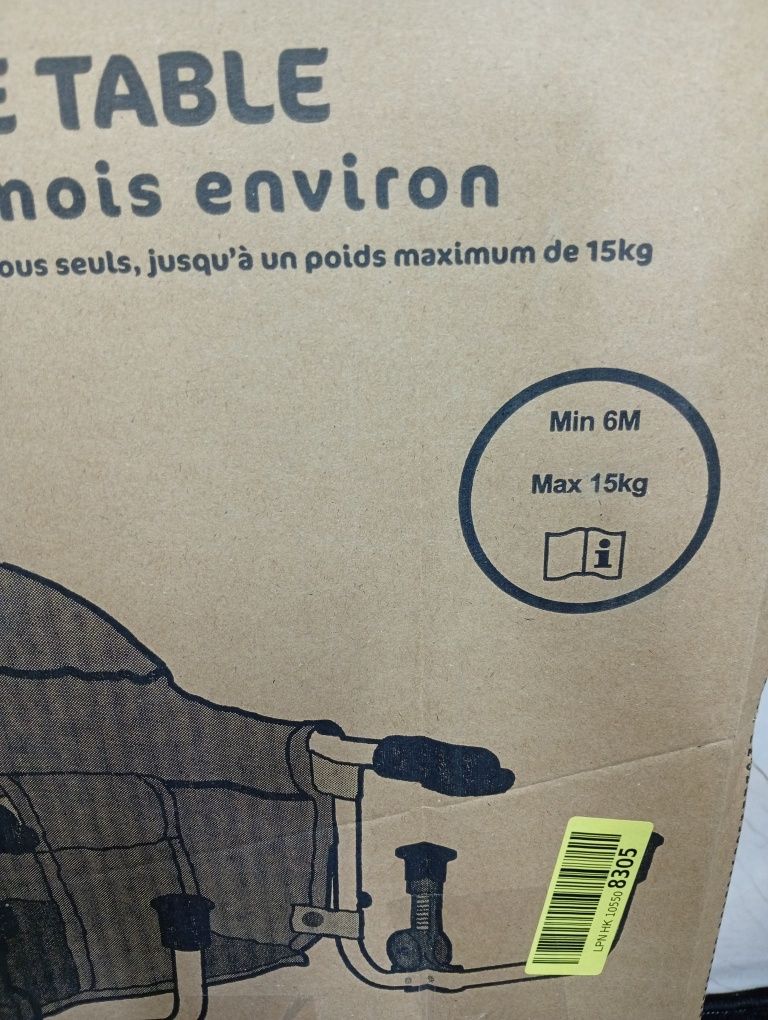 E TABLE
mois environ
ous seuls, jusqu'à un poids maximum de 15kg
Min 6M
Max 15kg
i
LPN HK 10550 8305